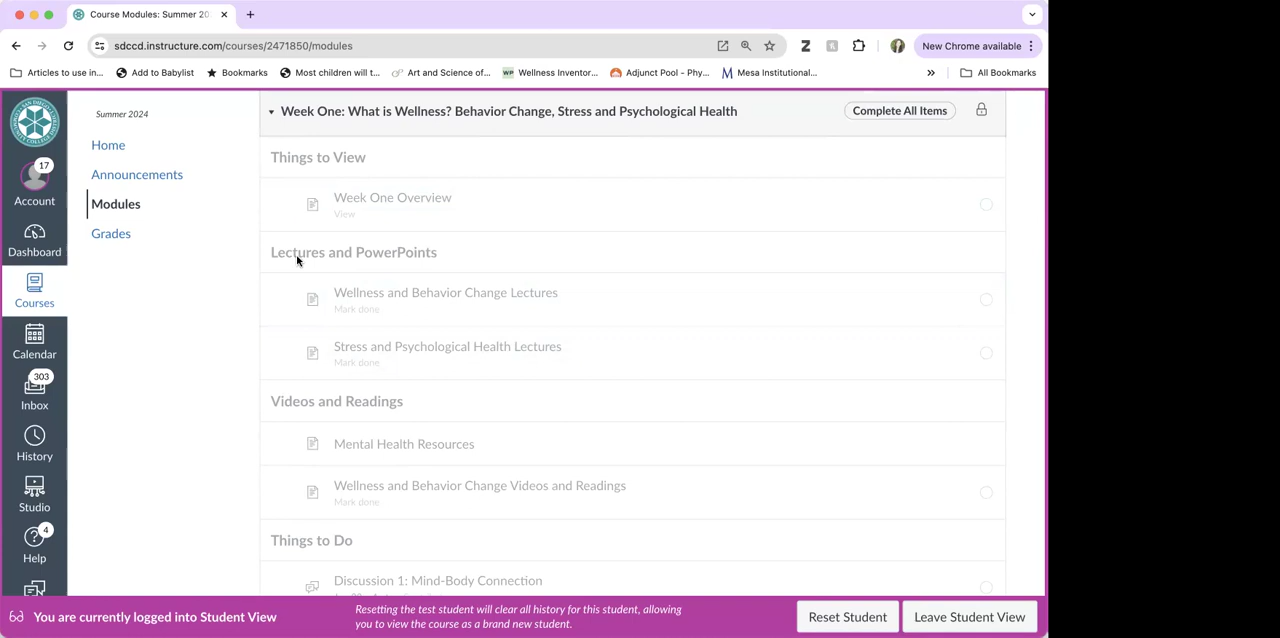 Course Modules: Summer 20
sdccd.instructure.com/courses/2471850/modules
New Chrome available
Articles to use in...
Add to Babylist
Bookmarks
Most children will t...
Art and Science of...
Wellness Inventor...
Adjunct Pool - Phy...
Mesa Institutional...
»
All Bookmarks
17
Account
Dashboard
Courses
Calendar
303
Inbox
History
Studio
4
Help
Summer 2024
Home
Announcements
Modules
Grades
Week One: What is Wellness? Behavior Change, Stress and Psychological Health
Complete All Items
Things to View
Week One Overview
View
Lectures and PowerPoints
Wellness and Behavior Change Lectures
Mark done
Stress and Psychological Health Lectures
Mark done
Videos and Readings
Mental Health Resources
Wellness and Behavior Change Videos and Readings
Mark done
Things to Do
Discussion 1: Mind-Body Connection
You are currently logged into Student View
Resetting the test student will clear all history for this student, allowing
you to view the course as a brand new student.
Reset Student
Leave Student View